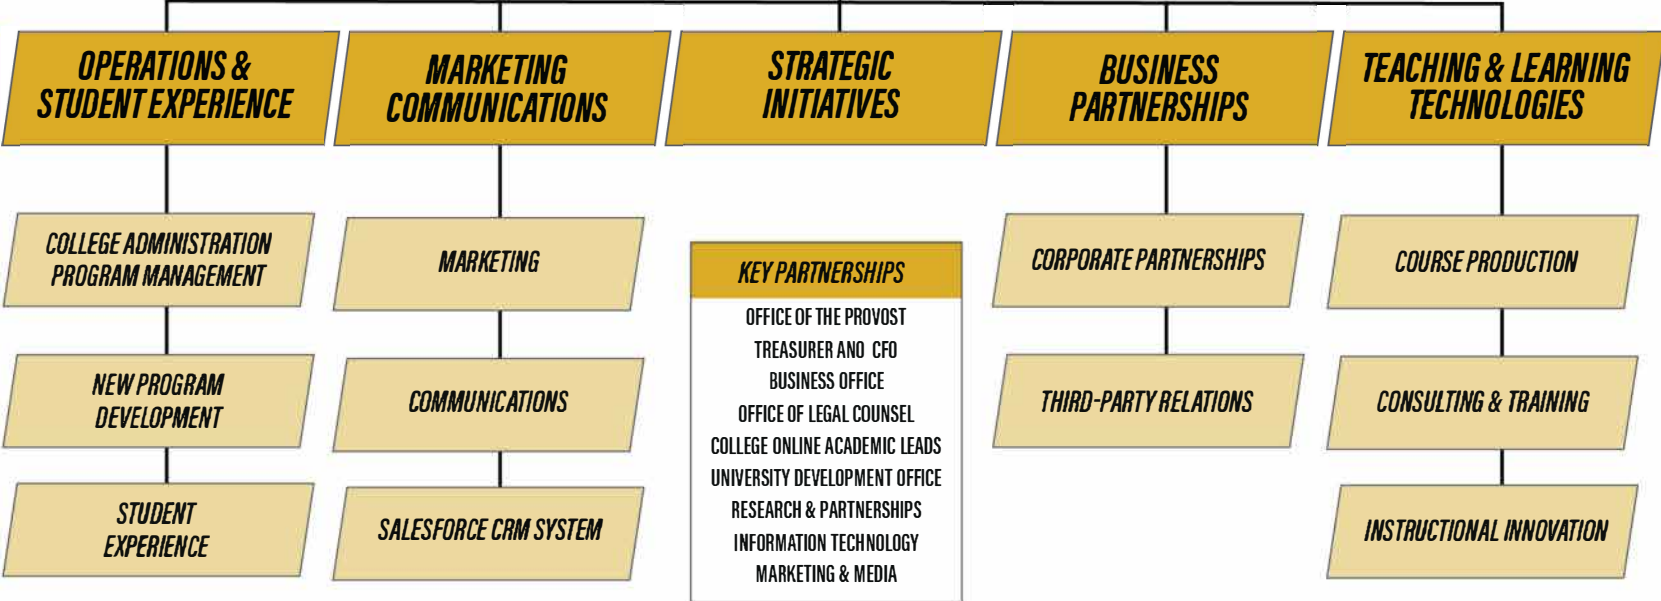 OPERATIONS &
STUDENT EXPERIENCE
MARKETING
COMMUNICATIONS
STRATEGIC
INITIATIVES
BUSINESS
PARTNERSHIPS
TEACHING & LEARNING
TECHNOLOGIES
COLLEGE ADMINISTRATION
PROGRAM MANAGEMENT
NEW PROGRAM
DEVELOPMENT
STUDENT
EXPERIENCE
MARKETING
COMMUNICATIONS
SALESFORCE CRM SYSTEM
KEY PARTNERSHIPS
OFFICE OF THE PROVOST
TREASURER ANO CFO
BUSINESS OFFICE
OFFICE OF LEGAL COUNSEL
COLLEGE ONLINE ACADEMIC LEADS
UNIVERSITY DEVELOPMENT OFFICE
RESEARCH & PARTNERSHIPS
INFORMATION TECHNOLOGY
MARKETING & MEDIA
CORPORATE PARTNERSHIPS
THIRD-PARTY RELATIONS
COURSE PRODUCTION
CONSULTING & TRAINING
INSTRUCTIONAL INNOVATION